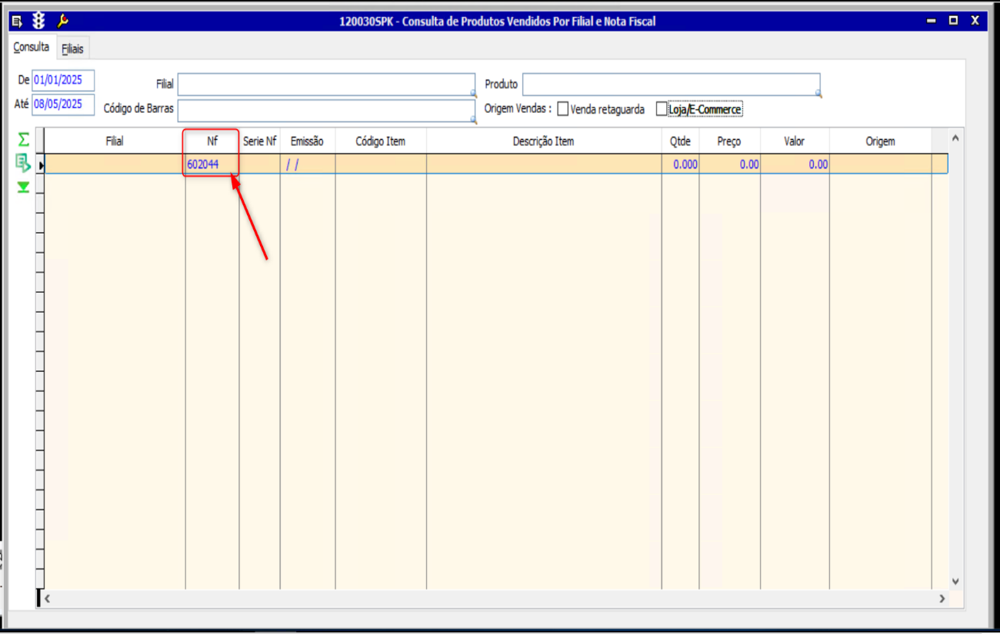 120030SPK - Consulta de Produtos Vendidos Por Filial e Nota Fiscal
Consulta Filiais
De 01/01/2025 Filial Produto
Até 08/05/2025 Código de Barras Origem Vendas : Venda retaguarda Loja/E-Commerce
Filial Nf Serie Nf Emissão Código Item Descrição Item Qtde Preço Valor Origem
602044 / / 0.000 0.00 0.00